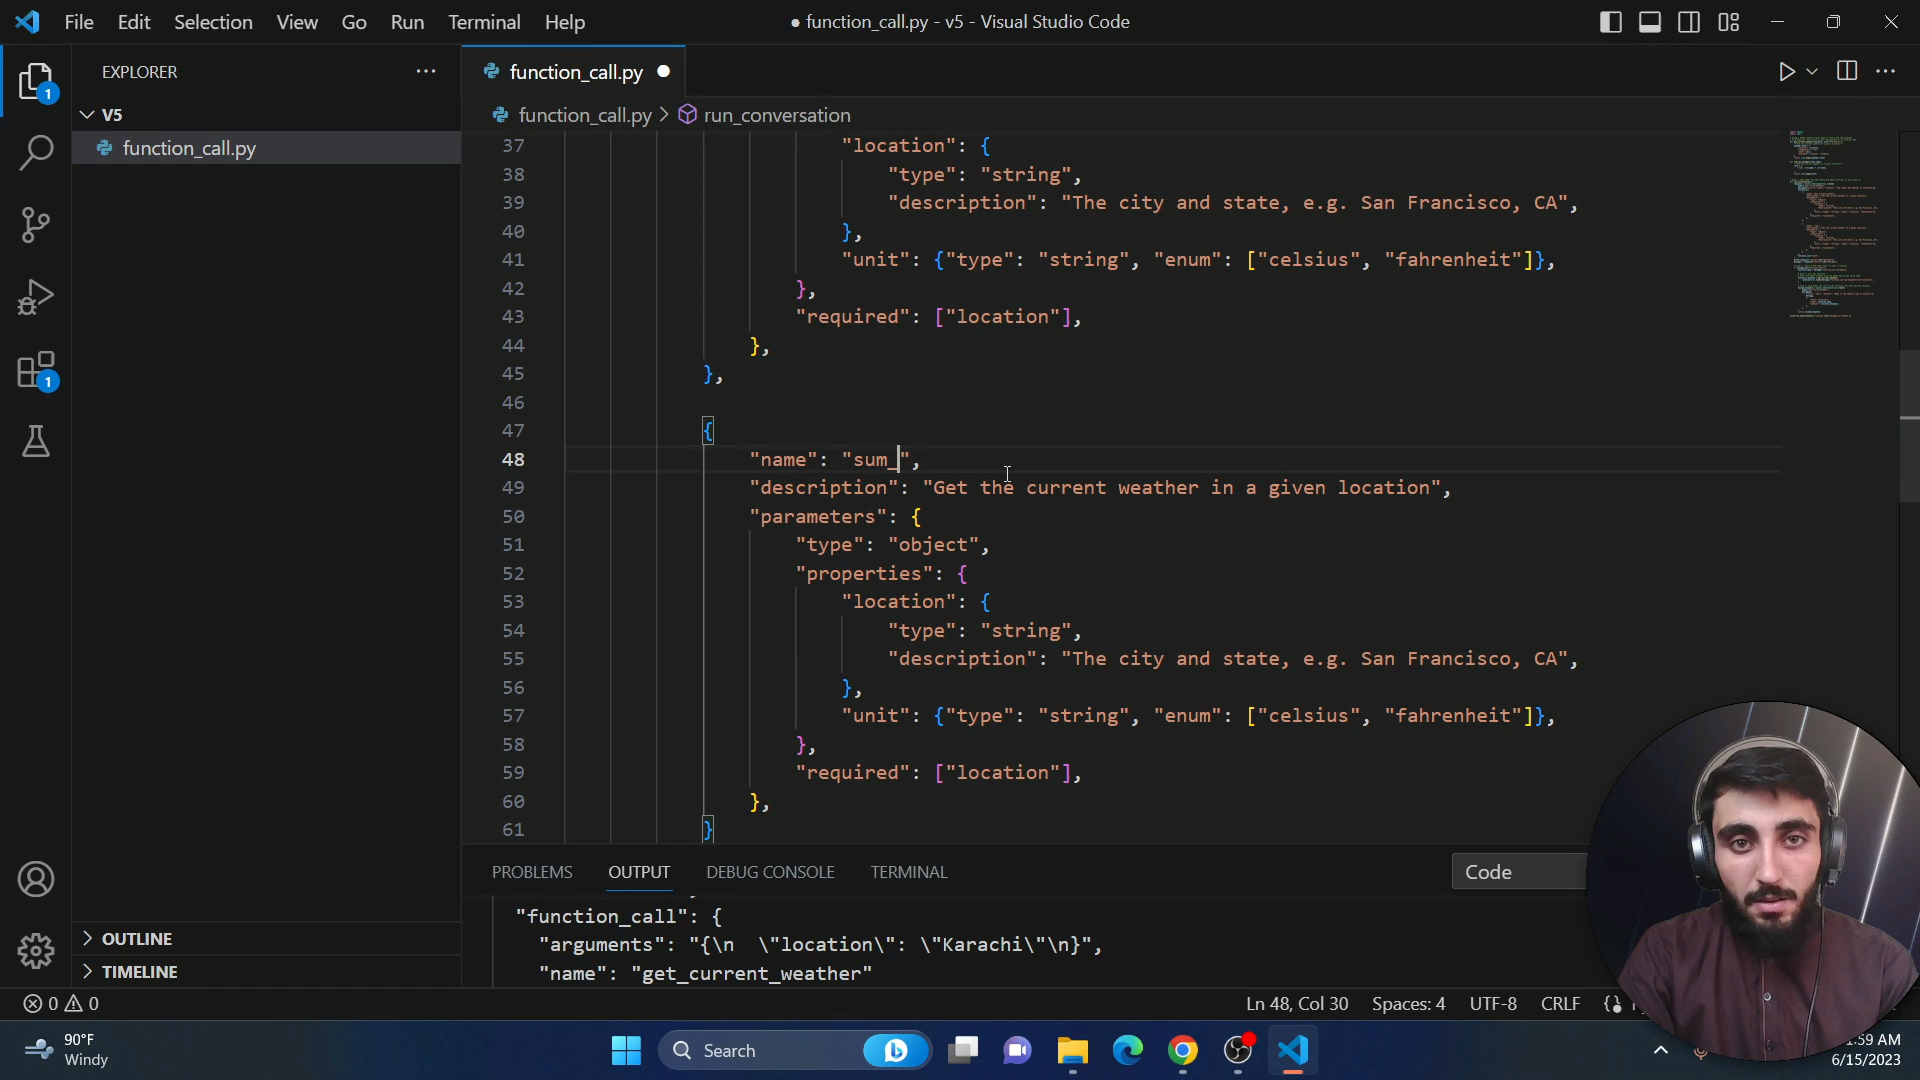 File Edit Selection View Go Run Terminal Help
● function_call.py - v5 - Visual Studio Code
EXPLORER
V5
function_call.py
OUTLINE
TIMELINE
1
1
function_call.py
function_call.py > run_conversation
37 "location": {
38 "type": "string",
39 "description": "The city and state, e.g. San Francisco, CA",
40 },
41 "unit": {"type": "string", "enum": ["celsius", "fahrenheit"]},
42 },
43 "required": ["location"],
44 },
45 },
46
47 {
48 "name": "sum_",
49 "description": "Get the current weather in a given location",
50 "parameters": {
51 "type": "object",
52 "properties": {
53 "location": {
54 "type": "string",
55 "description": "The city and state, e.g. San Francisco, CA",
56 },
57 "unit": {"type": "string", "enum": ["celsius", "fahrenheit"]},
58 },
59 "required": ["location"],
60 },
61 }
PROBLEMS OUTPUT DEBUG CONSOLE TERMINAL
Code
"function_call": {
"arguments": "{\n \"location\": \"Karachi\"\n}",
"name": "get_current_weather"
0 0
Ln 48, Col 30 Spaces: 4 UTF-8 CRLF {}
90°F
Windy
Search
:59 AM
6/15/2023